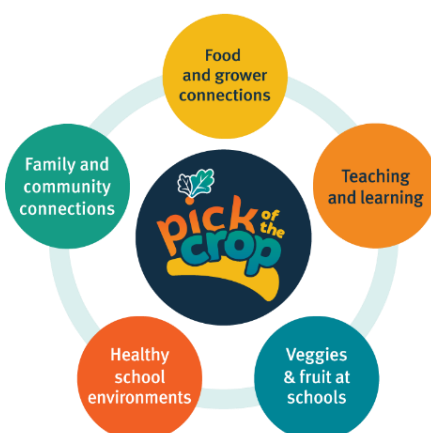 Food
and grower
connections
Teaching
and learning
Veggies
& fruit at
schools
Healthy
school
environments
Family and
community
connections
pick of
the
crop